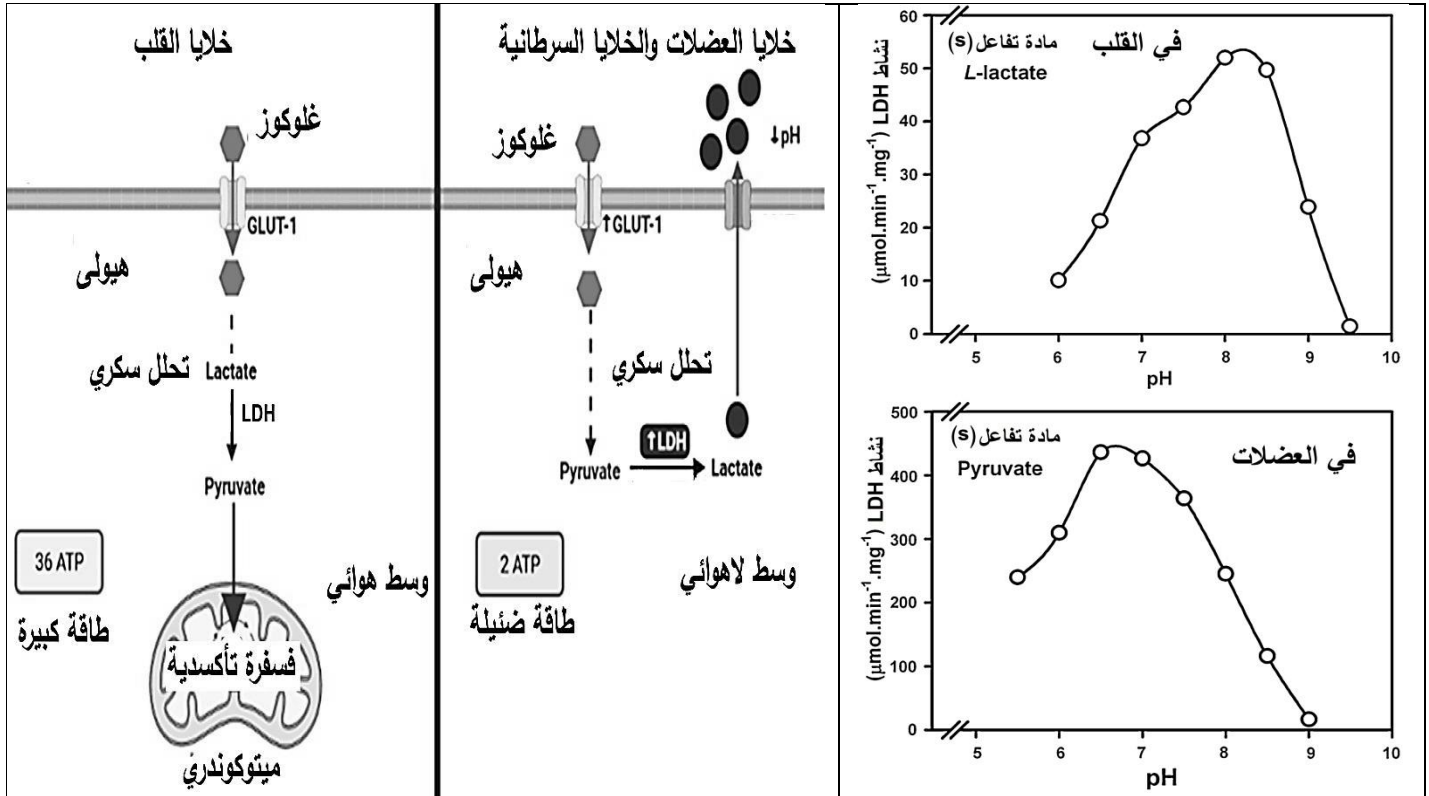 خلايا القلب
غلوكوز
GLUT-1
هيولى
تحلل سكري
Lactate
LDH
Pyruvate
36 ATP
طاقة كبيرة
وسط هوائي
فسفرة تأكسدية
ميتوكوندري
خلايا العضلات والخلايا السرطانية
غلوكوز
↓pH
↑GLUT-1
هيولى
تحلل سكري
Pyruvate
↑LDH
Lactate
2 ATP
طاقة ضئيلة
وسط لاهوائي
مادة تفاعل (s)
L-lactate
في القلب
نشاط LDH (µmol.min-1.mg-1)
60
50
40
30
20
10
0
5 6 7 8 9 10
pH
مادة تفاعل (s)
Pyruvate
في العضلات
نشاط LDH (µmol.min-1.mg-1)
500
400
300
200
100
0
5 6 7 8 9 10
pH